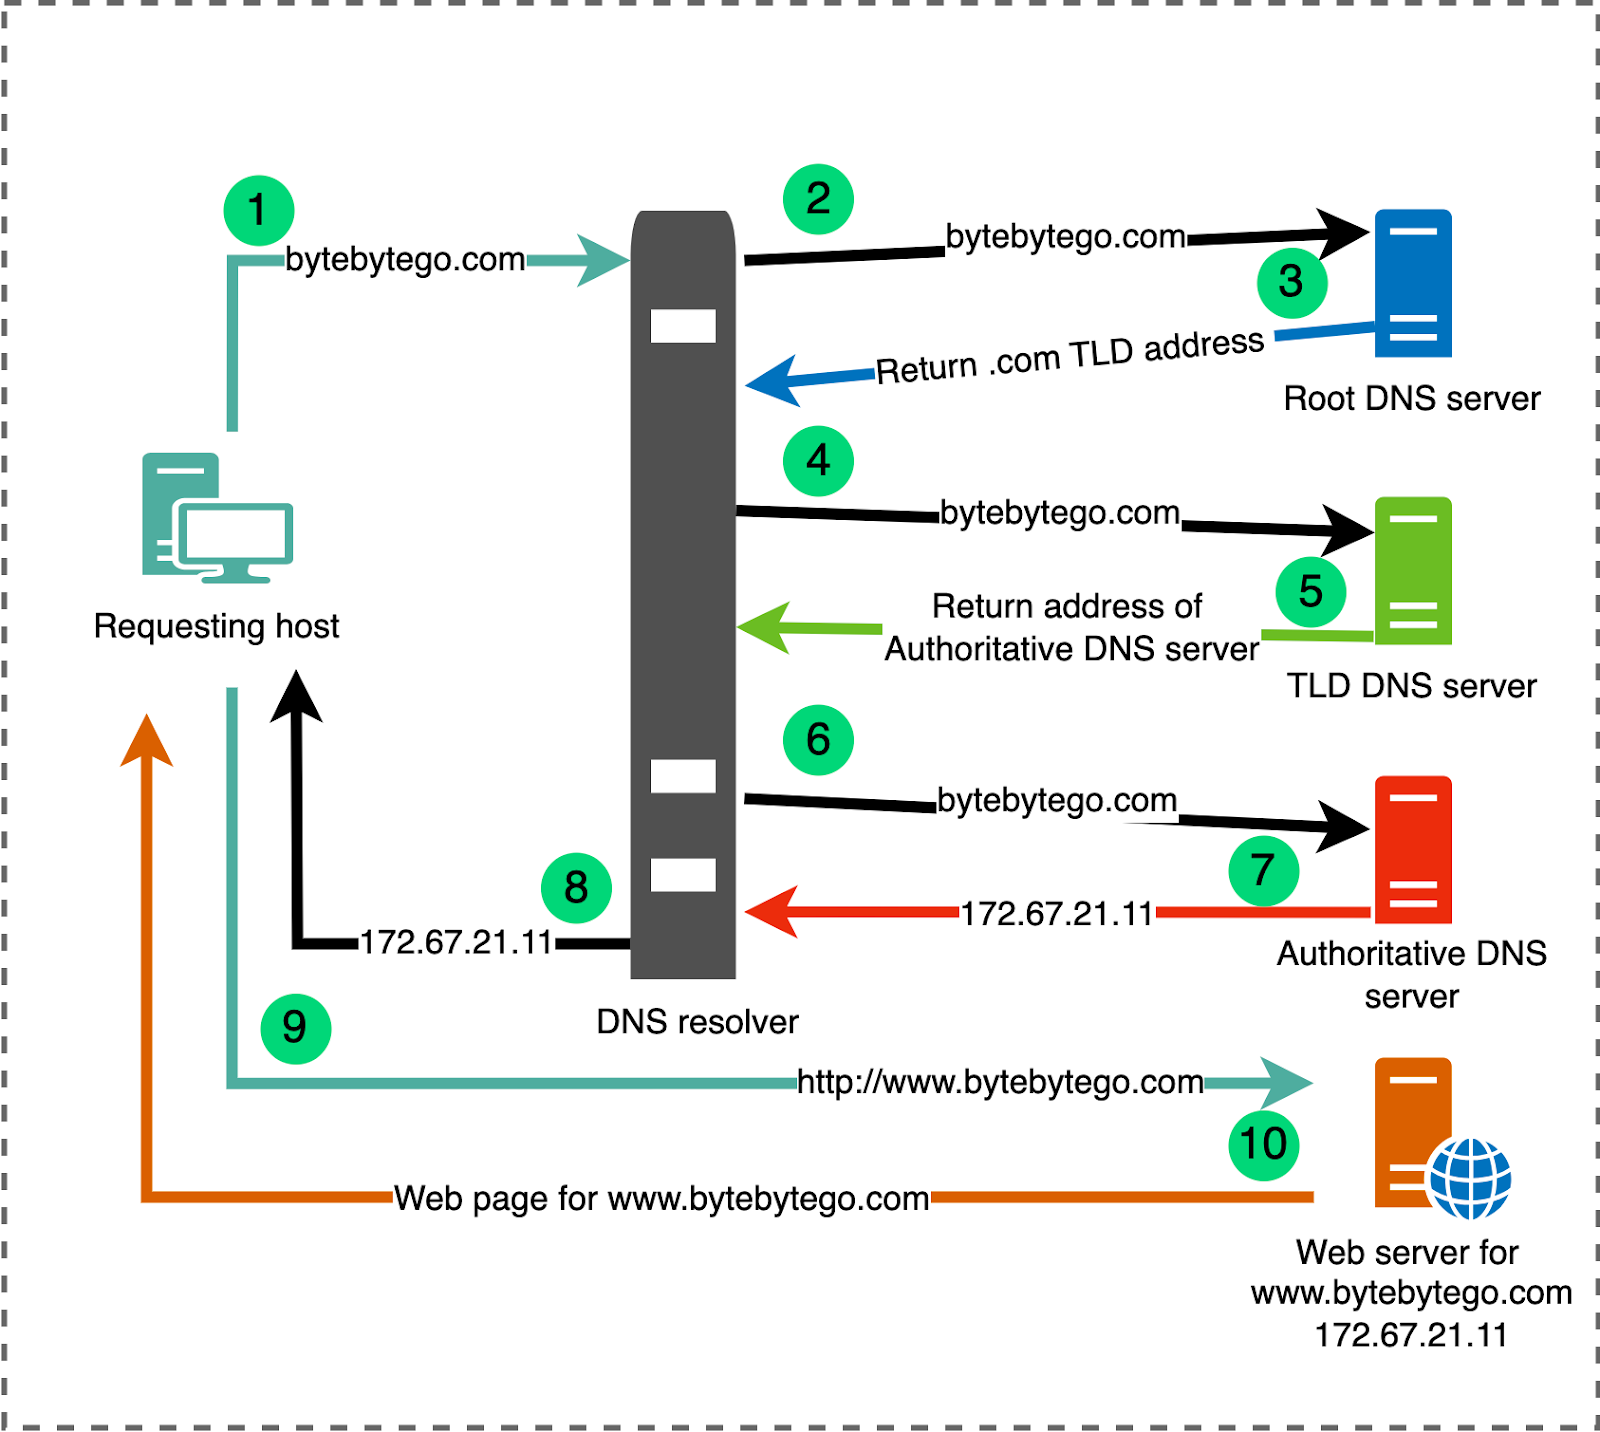 1
bytebytego.com
2
bytebytego.com
3
Return .com TLD address
Root DNS server
4
bytebytego.com
5
Return address of
Authoritative DNS server
TLD DNS server
Requesting host
6
bytebytego.com
7
172.67.21.11
Authoritative DNS
server
8
172.67.21.11
DNS resolver
9
http://www.bytebytego.com
10
Web page for www.bytebytego.com
Web server for
www.bytebytego.com
172.67.21.11